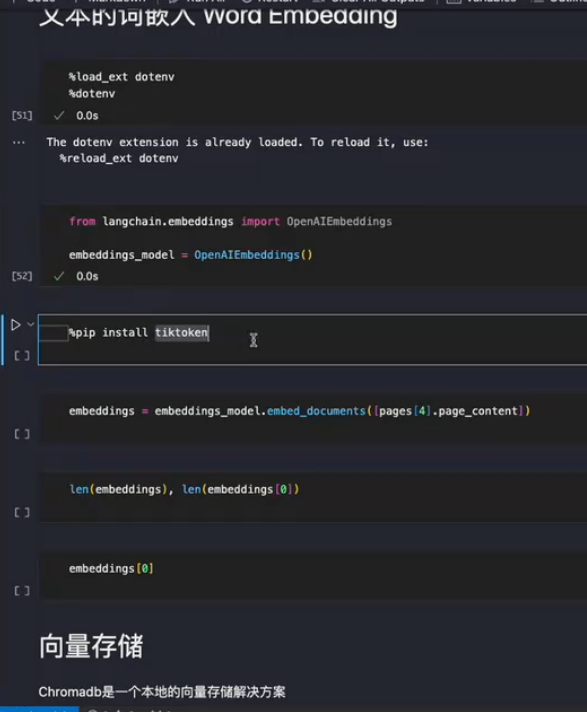 文本的词嵌入 Word Embedding
%load_ext dotenv
%dotenv
[51]
0.0s
... The dotenv extension is already loaded. To reload it, use:
%reload_ext dotenv
from langchain.embeddings import OpenAIEmbeddings
embeddings_model = OpenAIEmbeddings()
[52]
0.0s
%pip install tiktoken
[ ]
embeddings = embeddings_model.embed_documents([pages[4].page_content])
[ ]
len(embeddings), len(embeddings[0])
[ ]
embeddings[0]
[ ]
向量存储
Chromadb是一个本地的向量存储解决方案